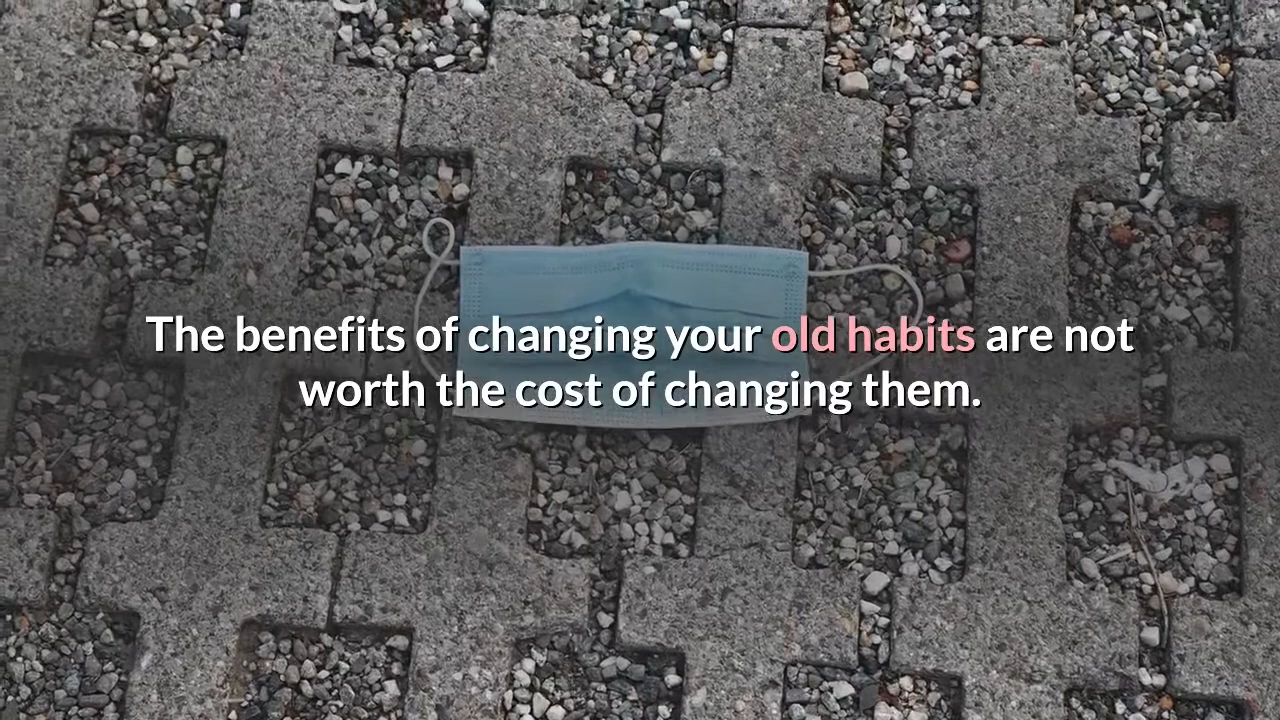 The benefits of changing your old habits are not
worth the cost of changing them.